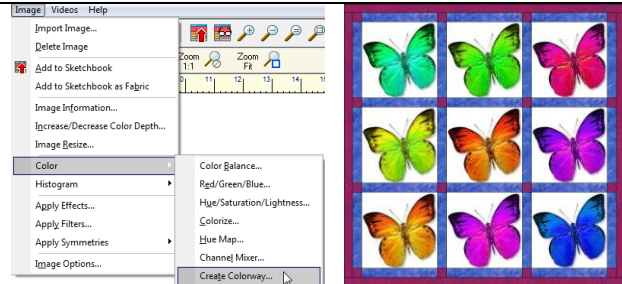 Image Videos Help
Import Image...
Delete Image
Add to Sketchbook
Add to Sketchbook as Fabric
Image Information...
Increase/Decrease Color Depth...
Image Resize...
Color
Histogram
Apply Effects...
Apply Filters...
Apply Symmetries
Image Options...
Zoom 1:1
Zoom Fit
11 12 13 14
Color Balance...
Red/Green/Blue...
Hue/Saturation/Lightness...
Colorize...
Hue Map...
Channel Mixer...
Create Colorway...